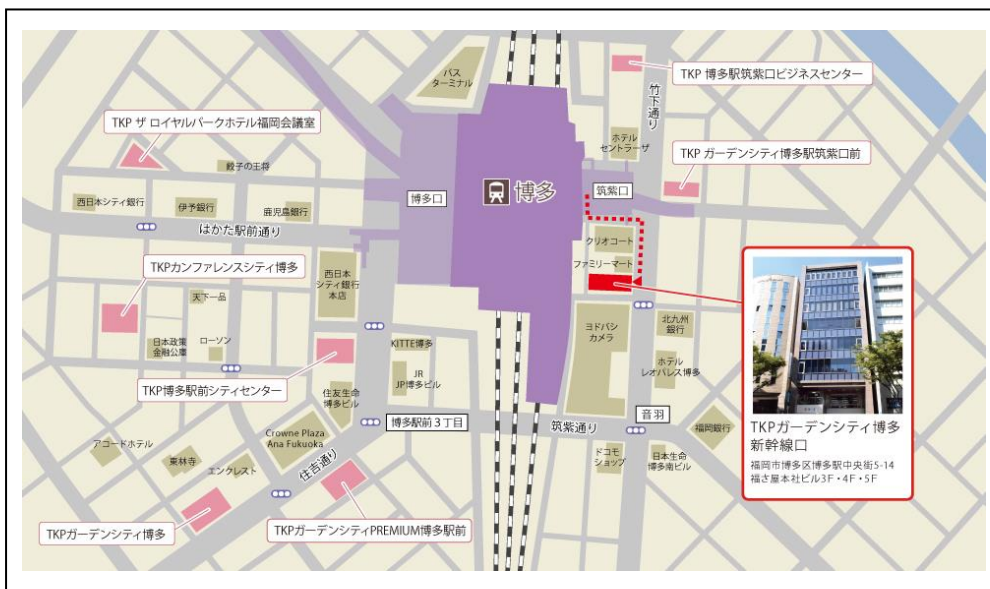 バス
ターミナル
TKP 博多駅筑紫口ビジネスセンター
竹下通り
TKP ザ ロイヤルパークホテル福岡会議室
ホテル
セントラーザ
TKP ガーデンシティ博多駅筑紫口前
餃子の王将
西日本シティ銀行
伊予銀行
鹿児島銀行
博多口
博多
筑紫口
はかた駅前通り
クリオコート
ファミリーマート
TKPカンファレンスシティ博多
西日本
シティ銀行
本店
天下一品
日本政策
金融公庫
ローソン
KITTE博多
JR
JP博多ビル
ヨドバシ
カメラ
北九州
銀行
ホテル
レオパレス博多
TKP博多駅前シティセンター
住友生命
博多ビル
博多駅前3丁目
筑紫通り
音羽
福岡銀行
アコードホテル
東林寺
エンクレスト
Crowne Plaza
Ana Fukuoka
住吉通り
ドコモ
ショップ
日本生命
博多南ビル
TKPガーデンシティ博多
TKPガーデンシティPREMIUM博多駅前
TKPガーデンシティ博多
新幹線口
福岡市博多区博多駅中央街5-14
福さ屋本社ビル3F・4F・5F